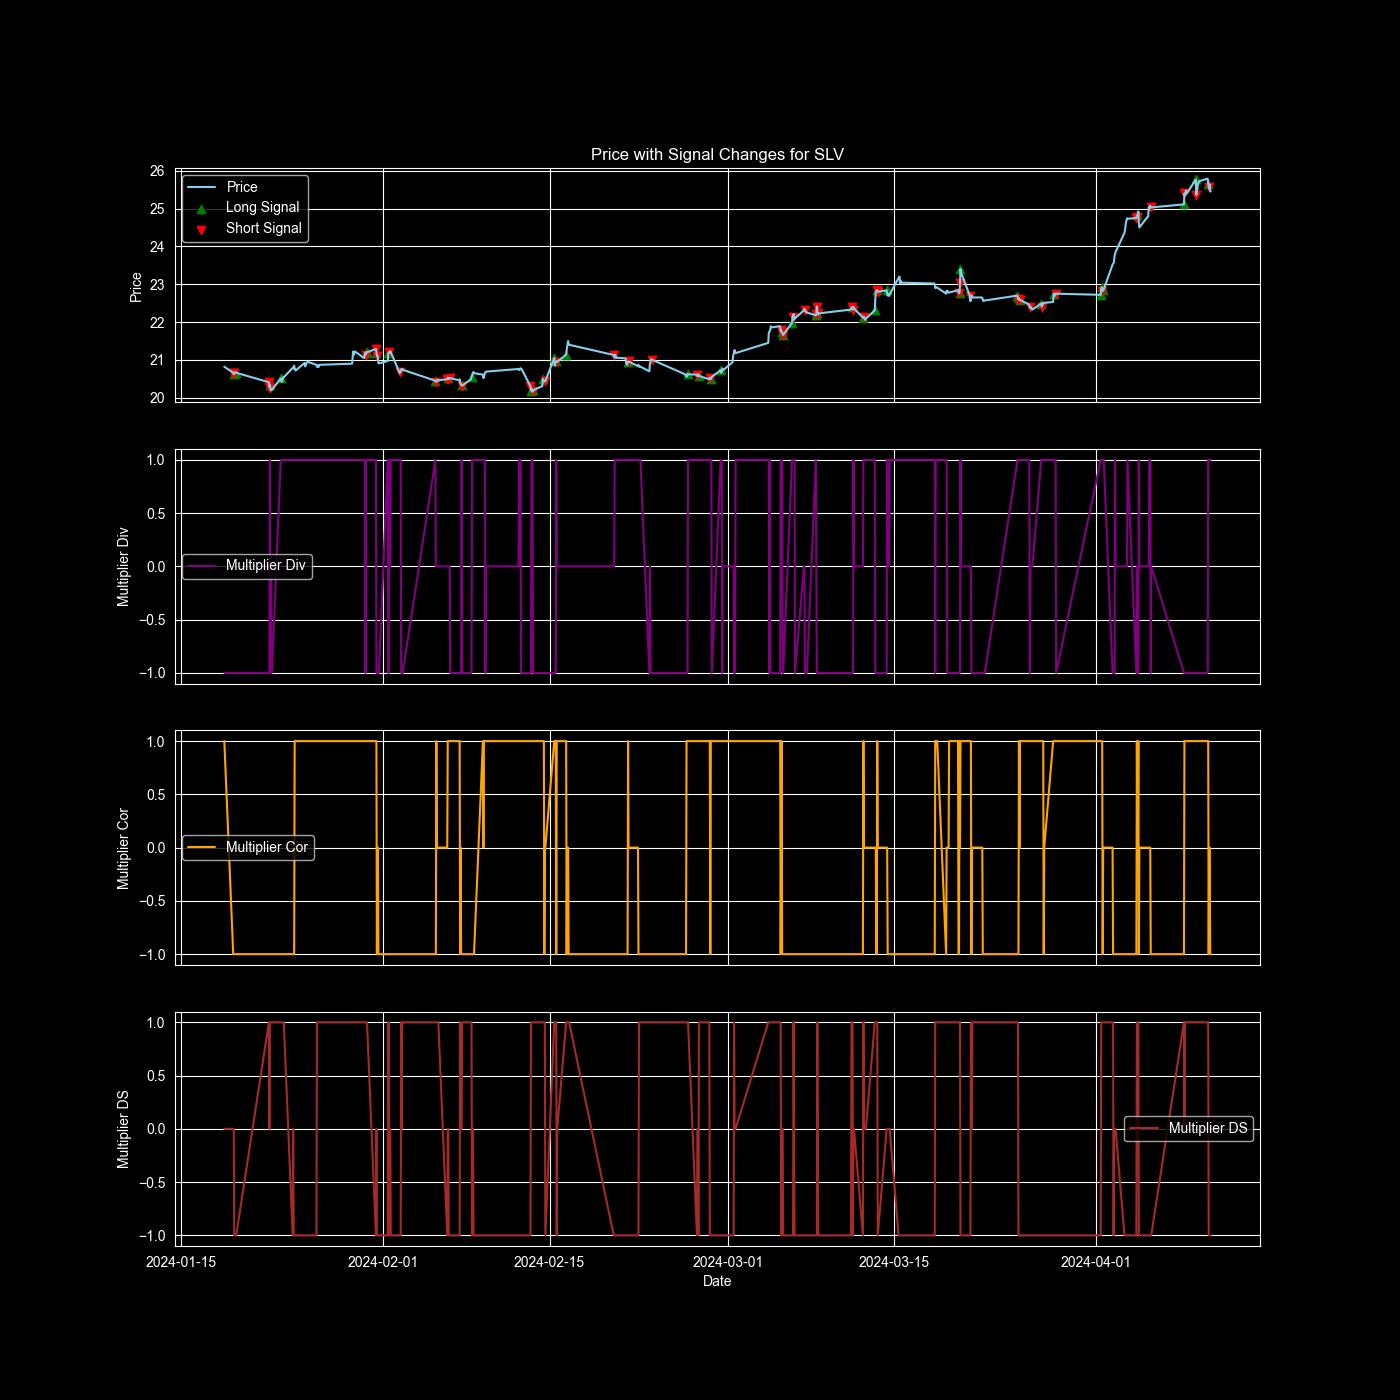 Price with Signal Changes for SLV
26
25
24
23
22
21
20
Price
Price
Long Signal
Short Signal
1.0
0.5
0.0
−0.5
−1.0
Multiplier Div
Multiplier Div
1.0
0.5
0.0
−0.5
−1.0
Multiplier Cor
Multiplier Cor
1.0
0.5
0.0
−0.5
−1.0
Multiplier DS
Multiplier DS
2024-01-15
2024-02-01
2024-02-15
2024-03-01
2024-03-15
2024-04-01
Date